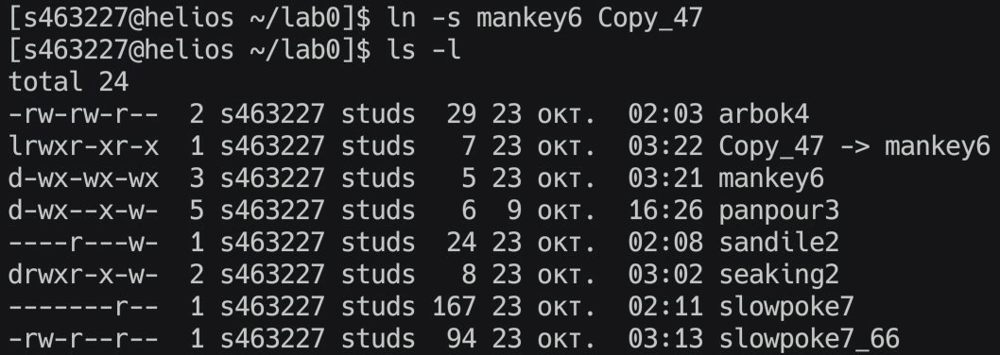 [s463227@helios ~/lab0]$ ln -s mankey6 Copy_47
[s463227@helios ~/lab0]$ ls -l
total 24
-rw-rw-r--  2 s463227 studs   29 23 окт.  02:03 arbok4
lrwxr-xr-x  1 s463227 studs    7 23 окт.  03:22 Copy_47 -> mankey6
d-wx-wx-wx  3 s463227 studs    5 23 окт.  03:21 mankey6
d-wx--x-w-  5 s463227 studs    6  9 окт.  16:26 panpour3
----r---w-  1 s463227 studs   24 23 окт.  02:08 sandile2
drwxr-x-w-  2 s463227 studs    8 23 окт.  03:02 seaking2
-------r--  1 s463227 studs  167 23 окт.  02:11 slowpoke7
-rw-r--r--  1 s463227 studs   94 23 окт.  03:13 slowpoke7_66